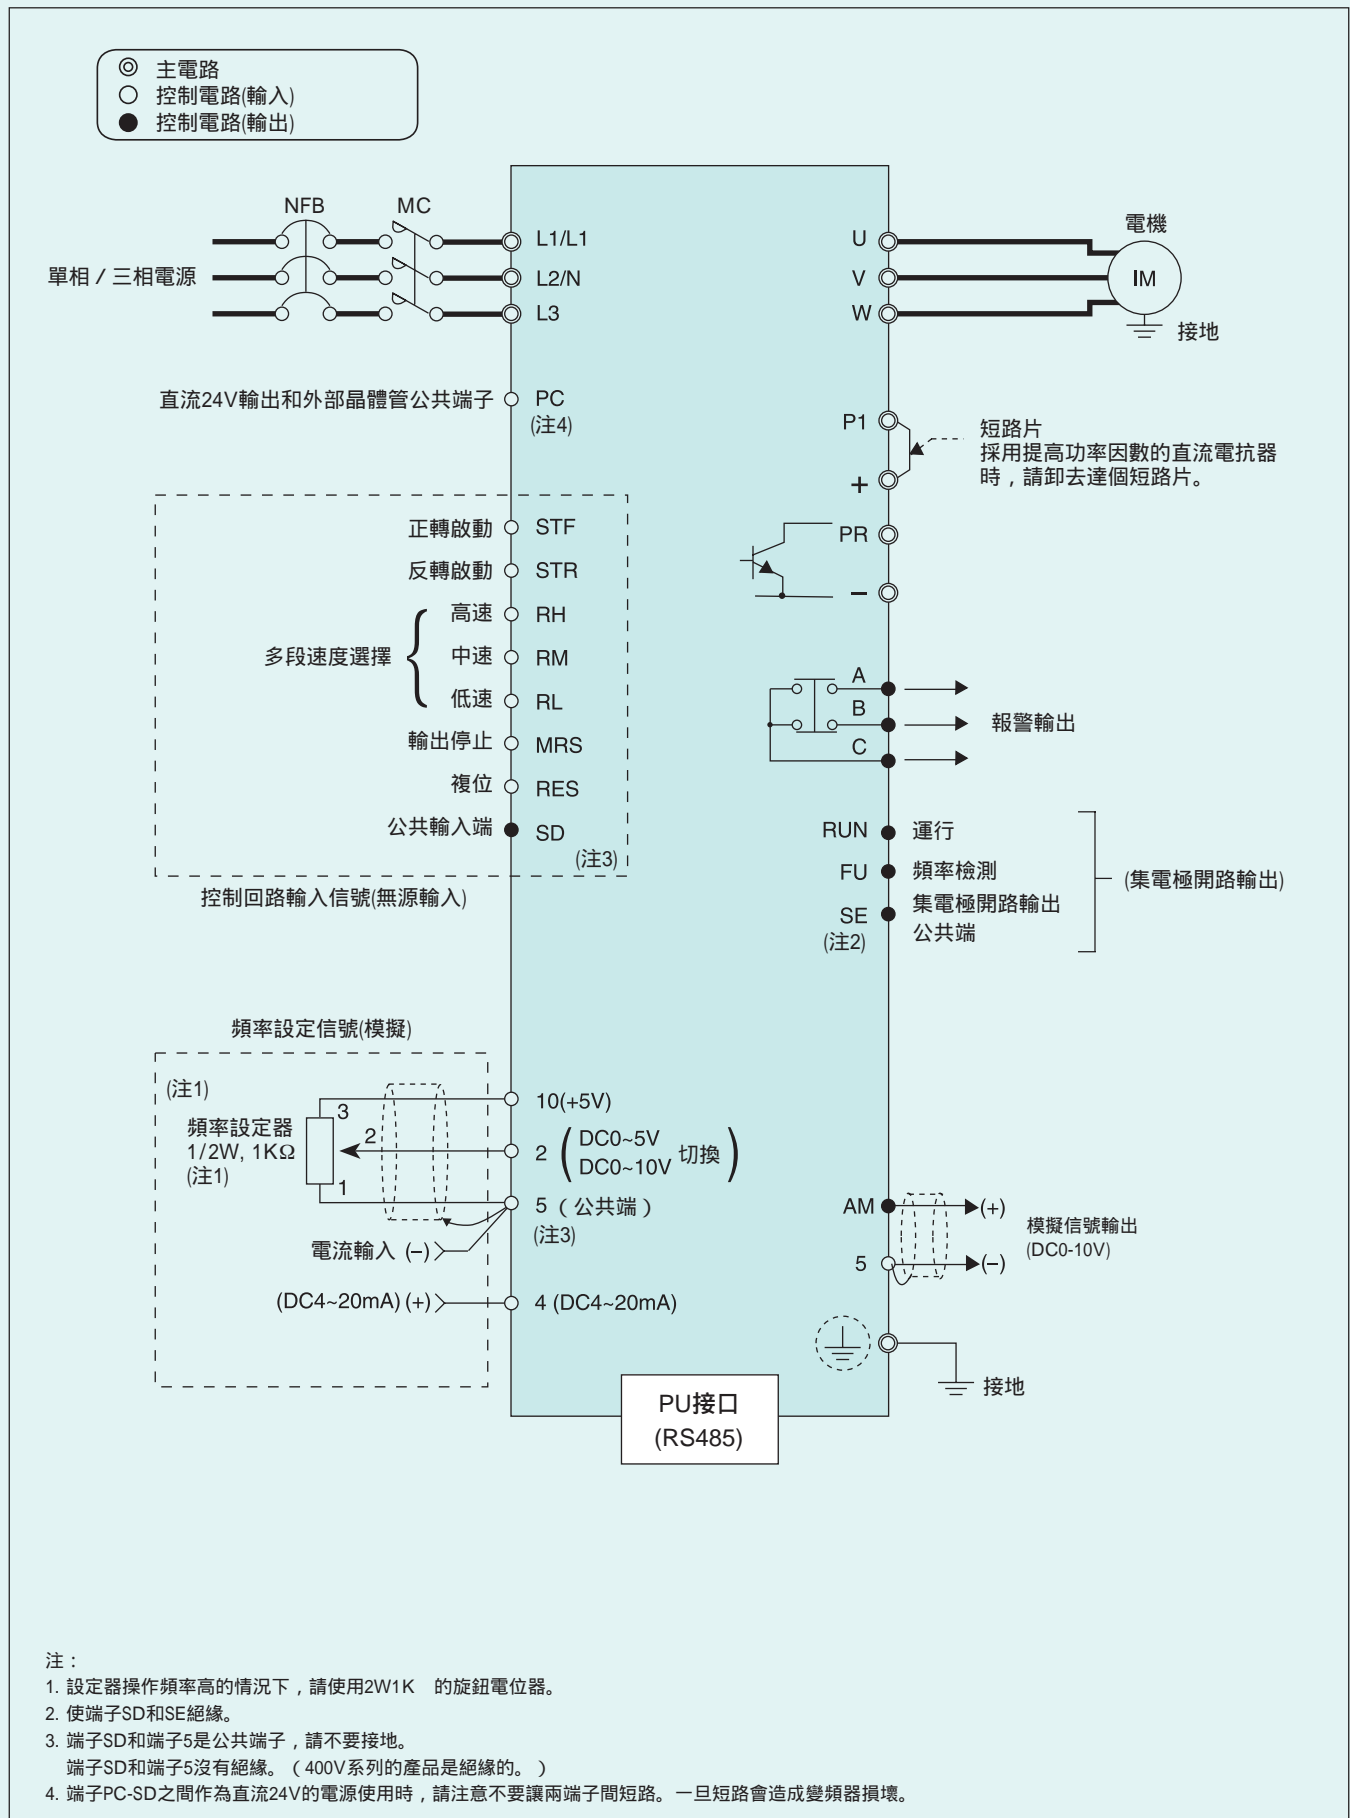 主電路
控制電路(輸入)
控制電路(輸出)
NFB
MC
單相 / 三相電源
L1/L1
L2/N
L3
U
V
W
電機
IM
接地
直流24V輸出和外部晶體管公共端子
PC
(注4)
P1
+
短路片
採用提高功率因數的直流電抗器
時，請卸去達個短路片。
PR
−
正轉啟動
STF
反轉啟動
STR
多段速度選擇
高速
RH
中速
RM
低速
RL
輸出停止
MRS
複位
RES
公共輸入端
SD
(注3)
控制回路輸入信號(無源輸入)
A
B
C
報警輸出
RUN
運行
FU
頻率檢測
SE
(注2)
集電極開路輸出
公共端
(集電極開路輸出)
頻率設定信號(模擬)
(注1)
頻率設定器
1/2W, 1KΩ
(注1)
3
2
1
10(+5V)
2
DC0~5V
DC0~10V
切換
5（公共端）
(注3)
電流輸入 (−)
(DC4~20mA) (+)
4 (DC4~20mA)
AM
(+)
5
(−)
模擬信號輸出
(DC0-10V)
接地
PU接口
(RS485)
注：
1. 設定器操作頻率高的情況下，請使用2W1K 的旋鈕電位器。
2. 使端子SD和SE絕緣。
3. 端子SD和端子5是公共端子，請不要接地。
端子SD和端子5沒有絕緣。（400V系列的產品是絕緣的。）
4. 端子PC-SD之間作為直流24V的電源使用時，請注意不要讓兩端子間短路。一旦短路會造成變頻器損壞。